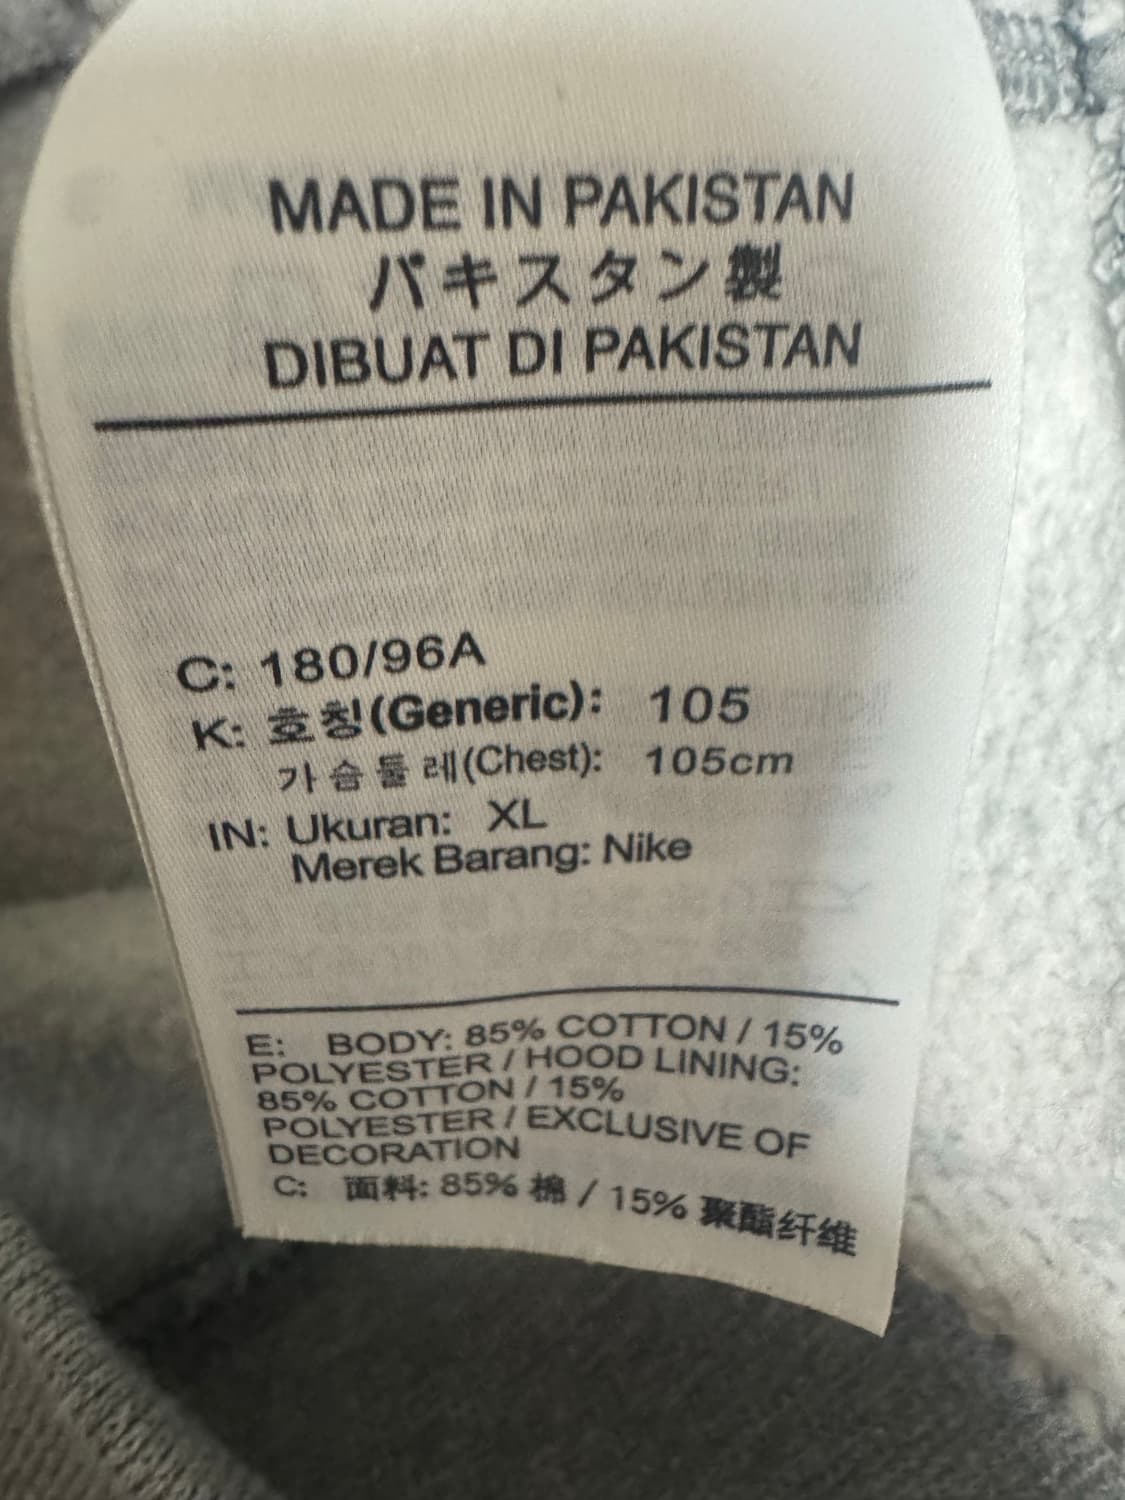 MADE IN PAKISTAN
パキスタン製
DIBUAT DI PAKISTAN
C: 180/96A
K: 호칭(Generic): 105
가슴둘레(Chest): 105cm
IN: Ukuran: XL
Merek Barang: Nike
E: BODY: 85% COTTON / 15%
POLYESTER / HOOD LINING:
85% COTTON / 15%
POLYESTER / EXCLUSIVE OF
DECORATION
C: 面料: 85% 棉 / 15% 聚酯纤维